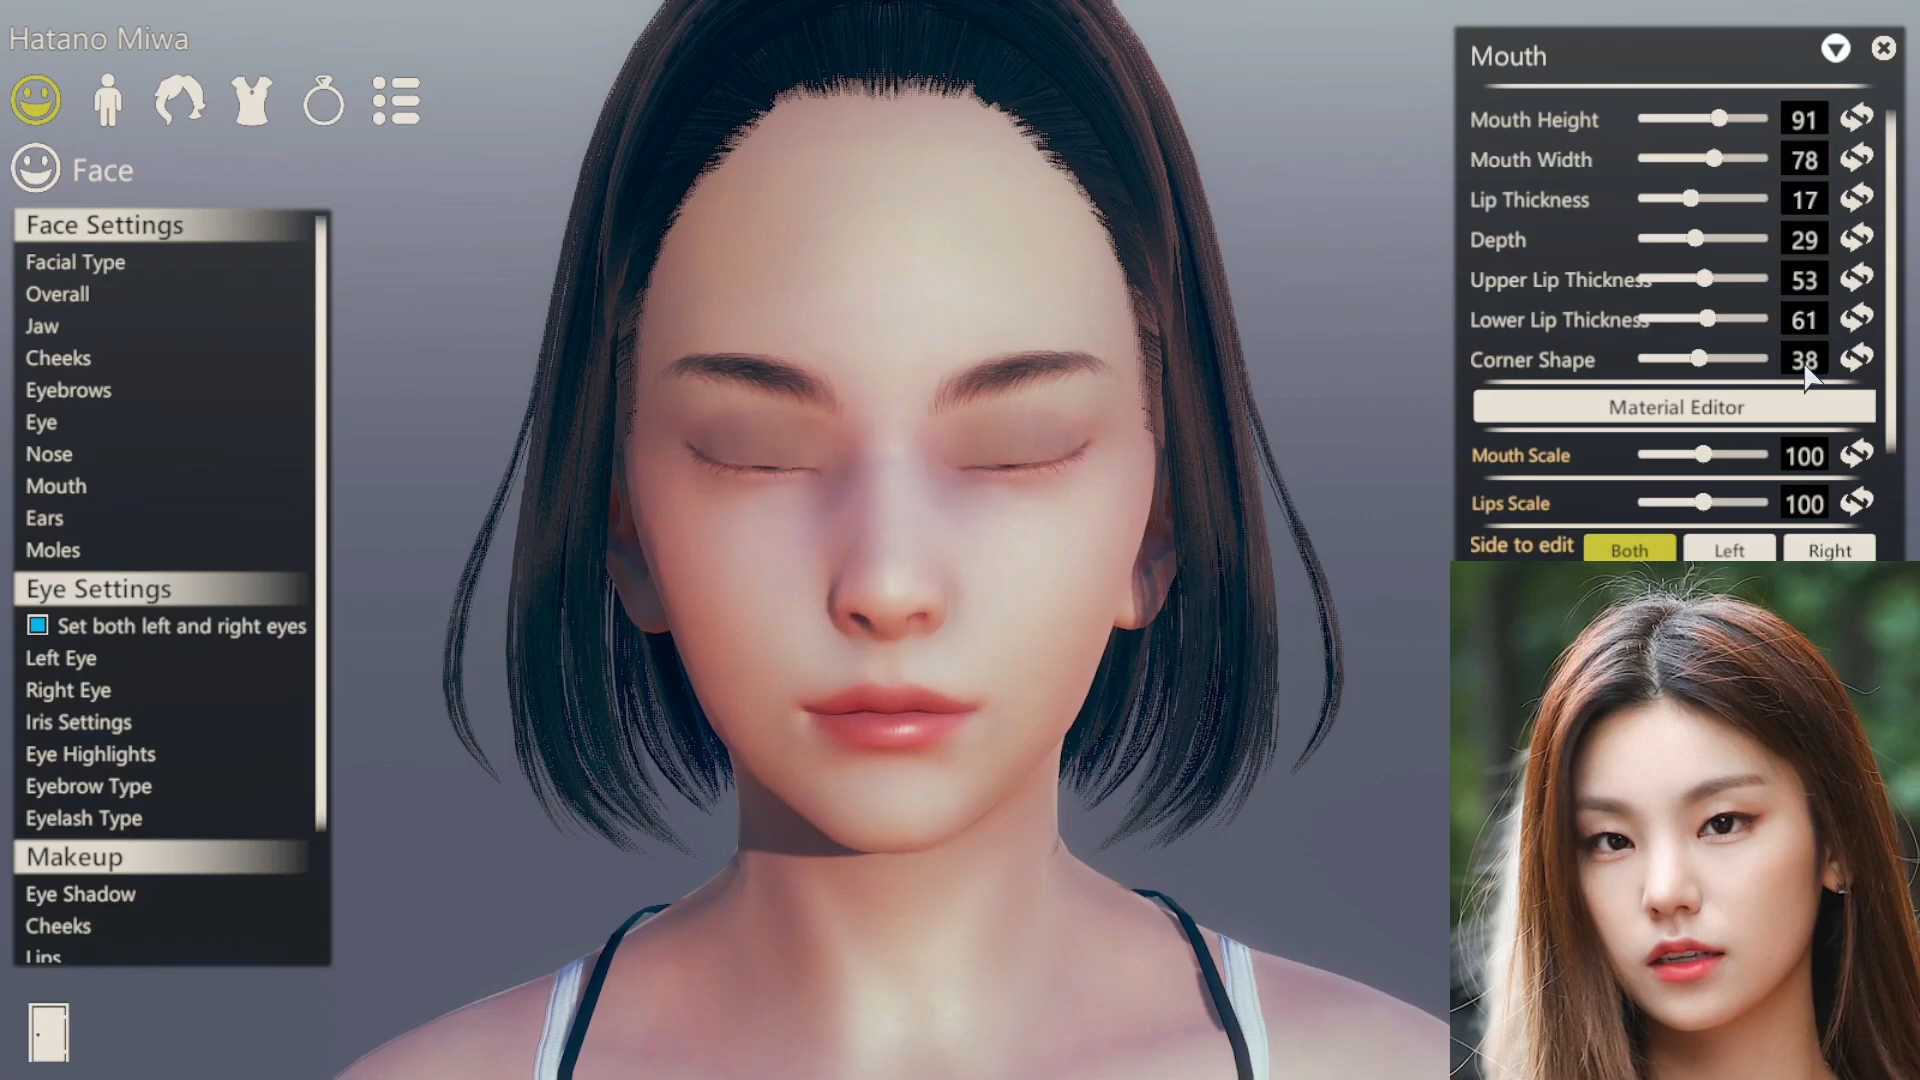 Hatano Miwa
Face
Face Settings
Facial Type
Overall
Jaw
Cheeks
Eyebrows
Eye
Nose
Mouth
Ears
Moles
Eye Settings
Set both left and right eyes
Left Eye
Right Eye
Iris Settings
Eye Highlights
Eyebrow Type
Eyelash Type
Makeup
Eye Shadow
Cheeks
Lips
Mouth
Mouth Height 91
Mouth Width 78
Lip Thickness 17
Depth 29
Upper Lip Thickness 53
Lower Lip Thickness 61
Corner Shape 38
Material Editor
Mouth Scale 100
Lips Scale 100
Side to edit Both Left Right